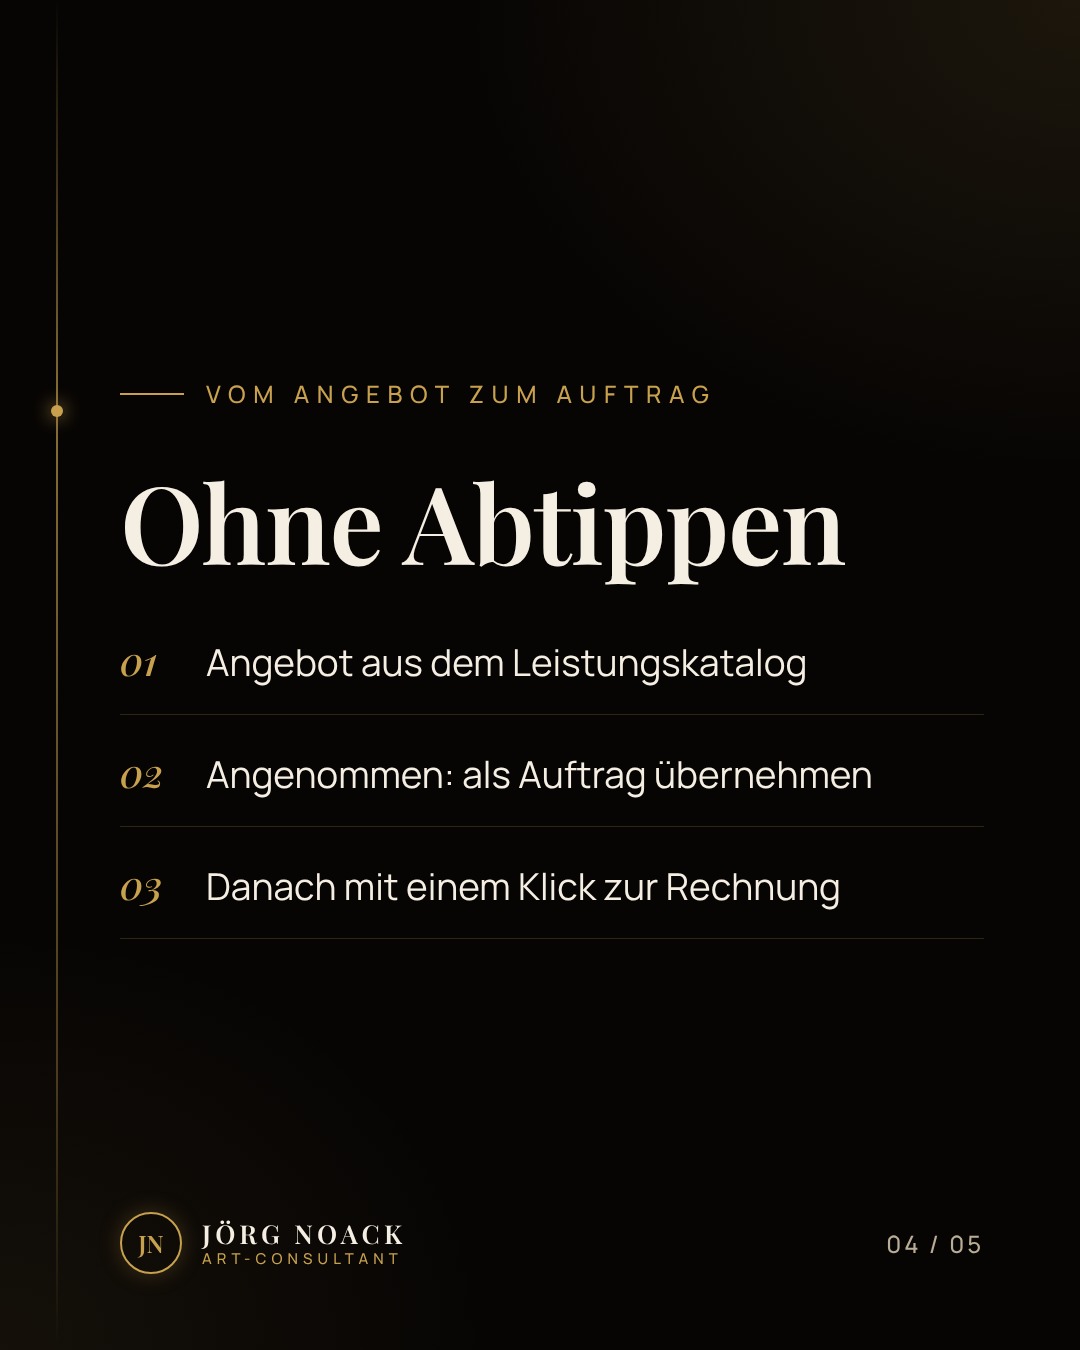 VOM ANGEBOT ZUM AUFTRAG
Ohne Abtippen
01 Angebot aus dem Leistungskatalog
02 Angenommen: als Auftrag übernehmen
03 Danach mit einem Klick zur Rechnung
JN JÖRG NOACK
ART-CONSULTANT
04 / 05